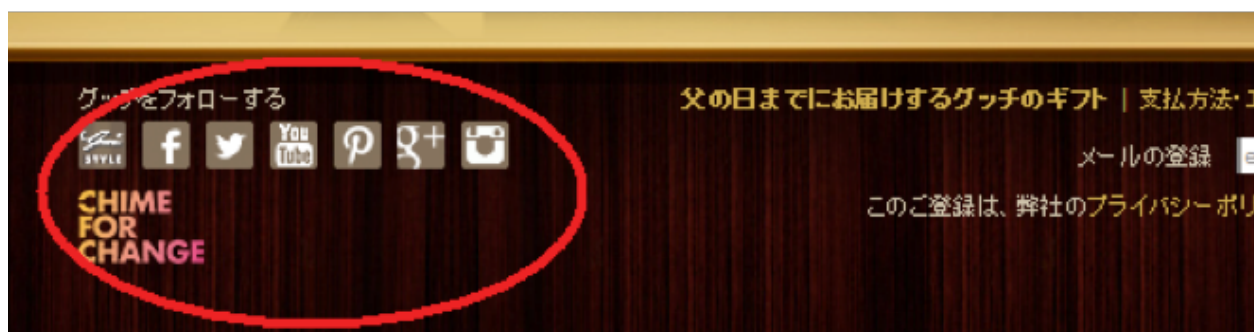 グッチをフォローする
STYLE
You
Tube
g+
CHIME
FOR
CHANGE
父の日までにお届けするグッチのギフト | 支払方法・
メールの登録
このご登録は、弊社のプライバシーポリ